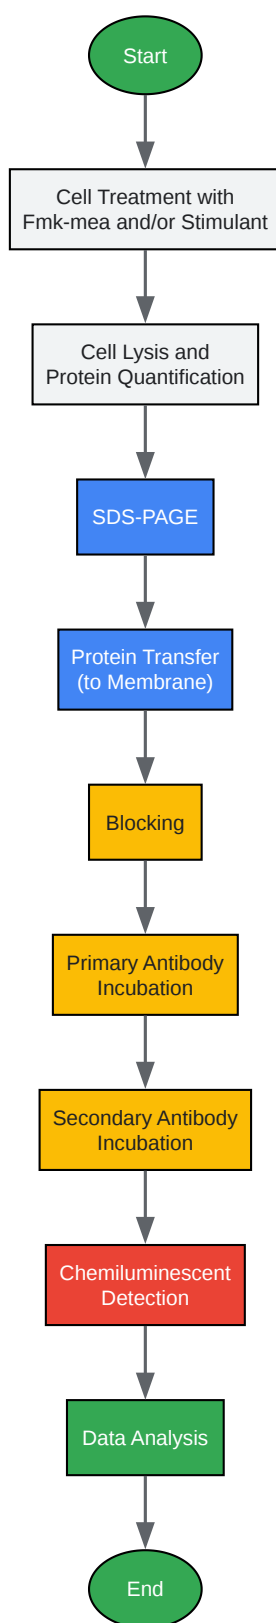 Start
Cell Treatment with
Fmk-mea and/or Stimulant
Cell Lysis and
Protein Quantification
SDS-PAGE
Protein Transfer
(to Membrane)
Blocking
Primary Antibody
Incubation
Secondary Antibody
Incubation
Chemiluminescent
Detection
Data Analysis
End